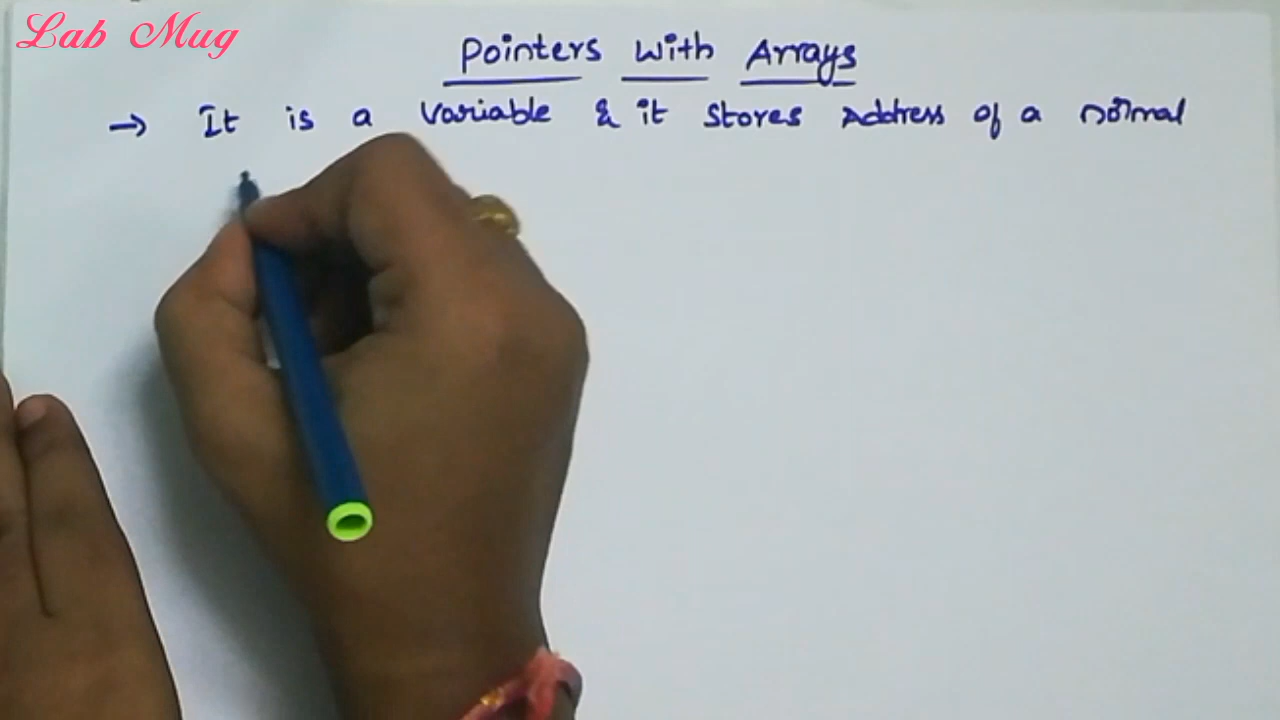 Lab Mug
Pointers With Arrays
→ It is a Variable & it stores Address of a normal